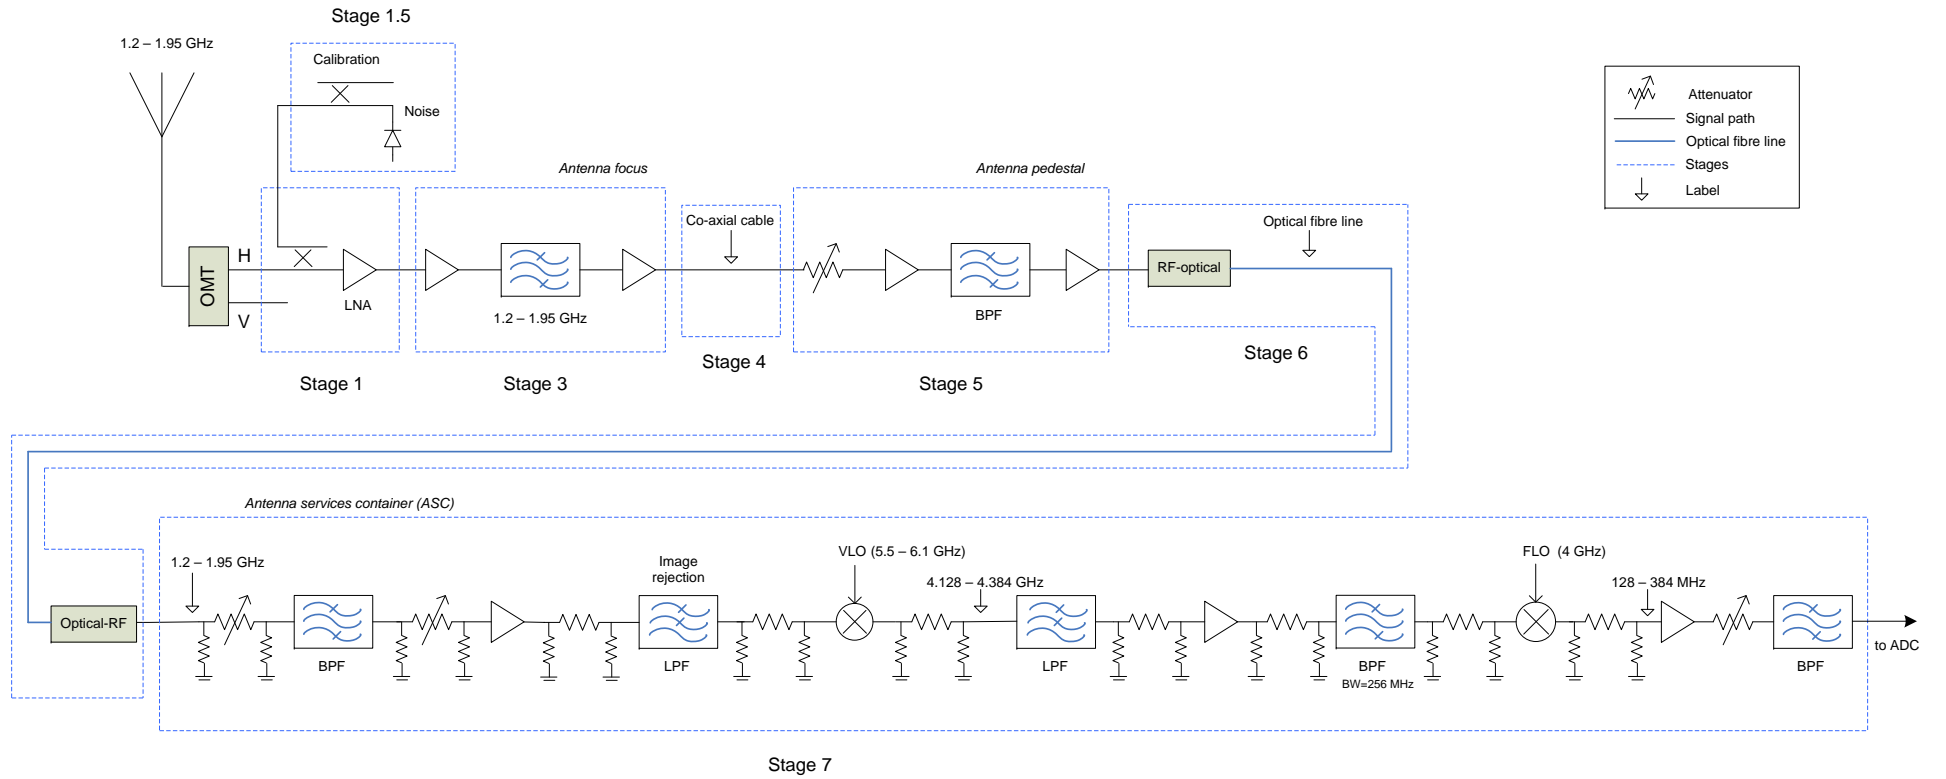 Stage 1.5
1.2 – 1.95 GHz
Calibration
Noise
Attenuator
Signal path
Optical fibre line
Stages
Label
Antenna focus
Antenna pedestal
Co-axial cable
Optical fibre line
OMT
H
V
LNA
1.2 – 1.95 GHz
BPF
RF-optical
Stage 1
Stage 3
Stage 4
Stage 5
Stage 6
Antenna services container (ASC)
1.2 – 1.95 GHz
Image
rejection
VLO (5.5 – 6.1 GHz)
4.128 – 4.384 GHz
FLO (4 GHz)
128 – 384 MHz
Optical-RF
BPF
LPF
LPF
BPF
BW=256 MHz
BPF
to ADC
Stage 7